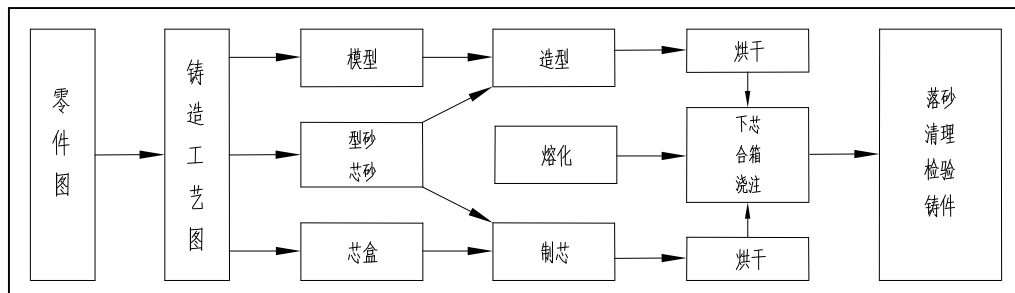 零件图
铸造工艺图
模型
型砂
芯砂
芯盒
造型
熔化
制芯
烘干
下芯
合箱
浇注
烘干
落砂
清理
检验
铸件